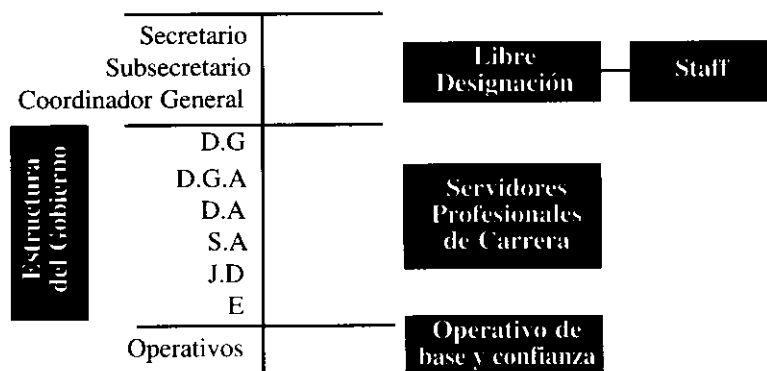 Secretario
Subsecretario
Coordinador General
Libre
Designación
Staff
Estructura
del Gobierno
D.G
D.G.A
D.A
S.A
J.D
E
Servidores
Profesionales
de Carrera
Operativos
Operativo de
base y confianza